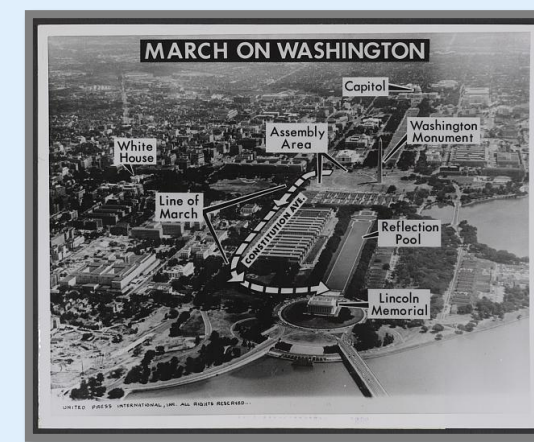 MARCH ON WASHINGTON
Capitol
Assembly
Area
Washington
Monument
White
House
Line of
March
CONSTITUTION AVE.
Reflection
Pool
Lincoln
Memorial
UNITED PRESS INTERNATIONAL, INC. ALL RIGHTS RESERVED...